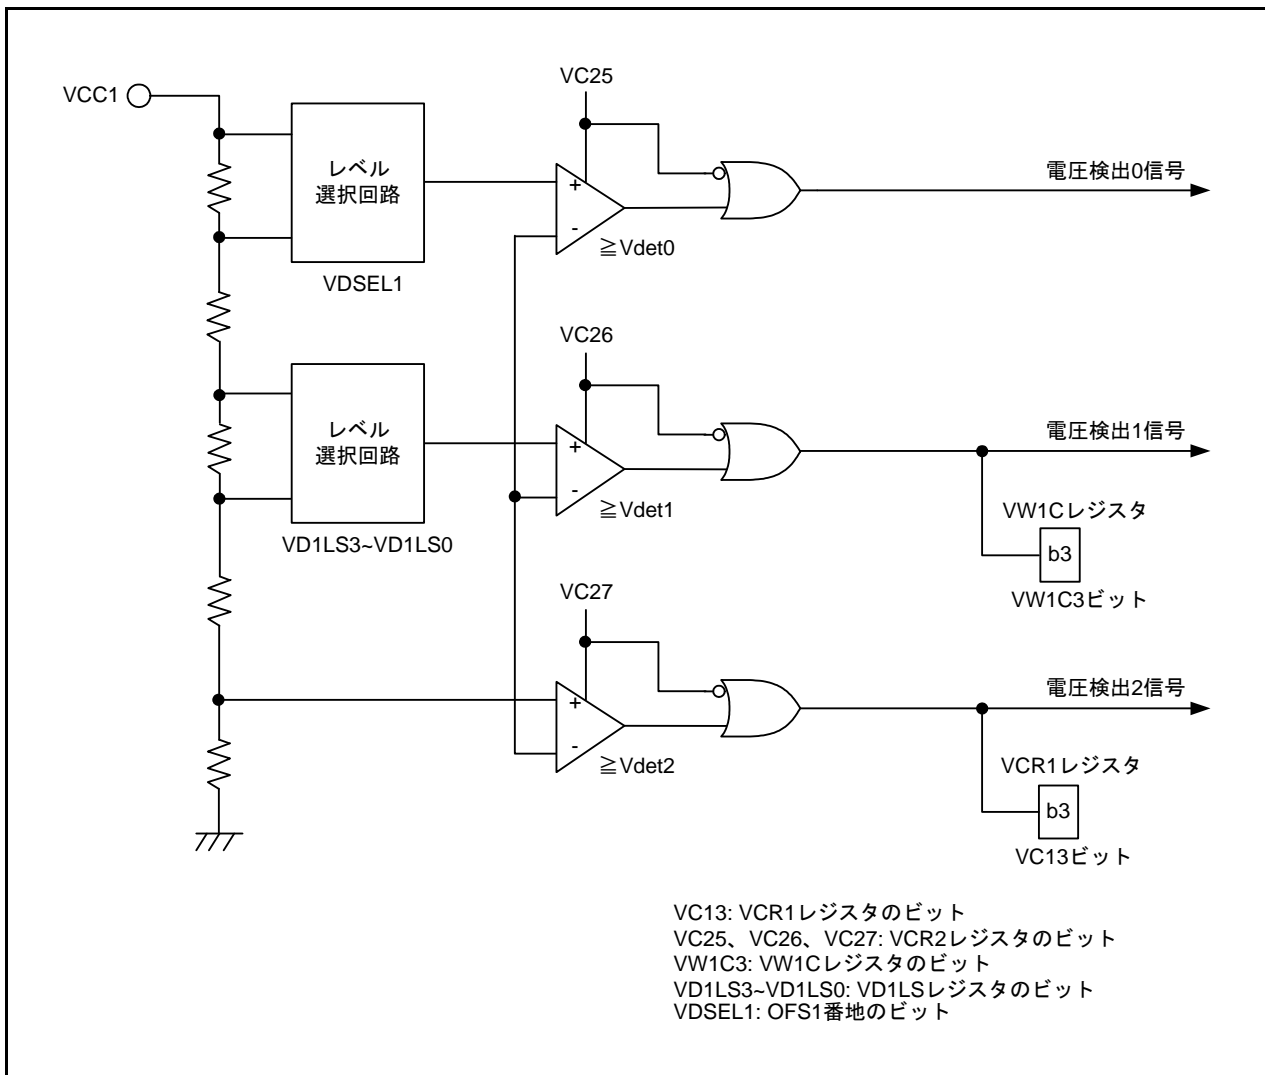 VCC1
レベル
選択回路
VDSEL1
VC25
+
-
≧Vdet0
電圧検出0信号
レベル
選択回路
VD1LS3~VD1LS0
VC26
+
-
≧Vdet1
電圧検出1信号
VW1Cレジスタ
b3
VW1C3ビット
VC27
+
-
≧Vdet2
電圧検出2信号
VCR1レジスタ
b3
VC13ビット
VC13: VCR1レジスタのビット
VC25、VC26、VC27: VCR2レジスタのビット
VW1C3: VW1Cレジスタのビット
VD1LS3~VD1LS0: VD1LSレジスタのビット
VDSEL1: OFS1番地のビット